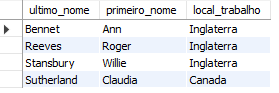 ultimo_nome primeiro_nome local_trabalho
Bennet Ann Inglaterra
Reeves Roger Inglaterra
Stansbury Willie Inglaterra
Sutherland Claudia Canada